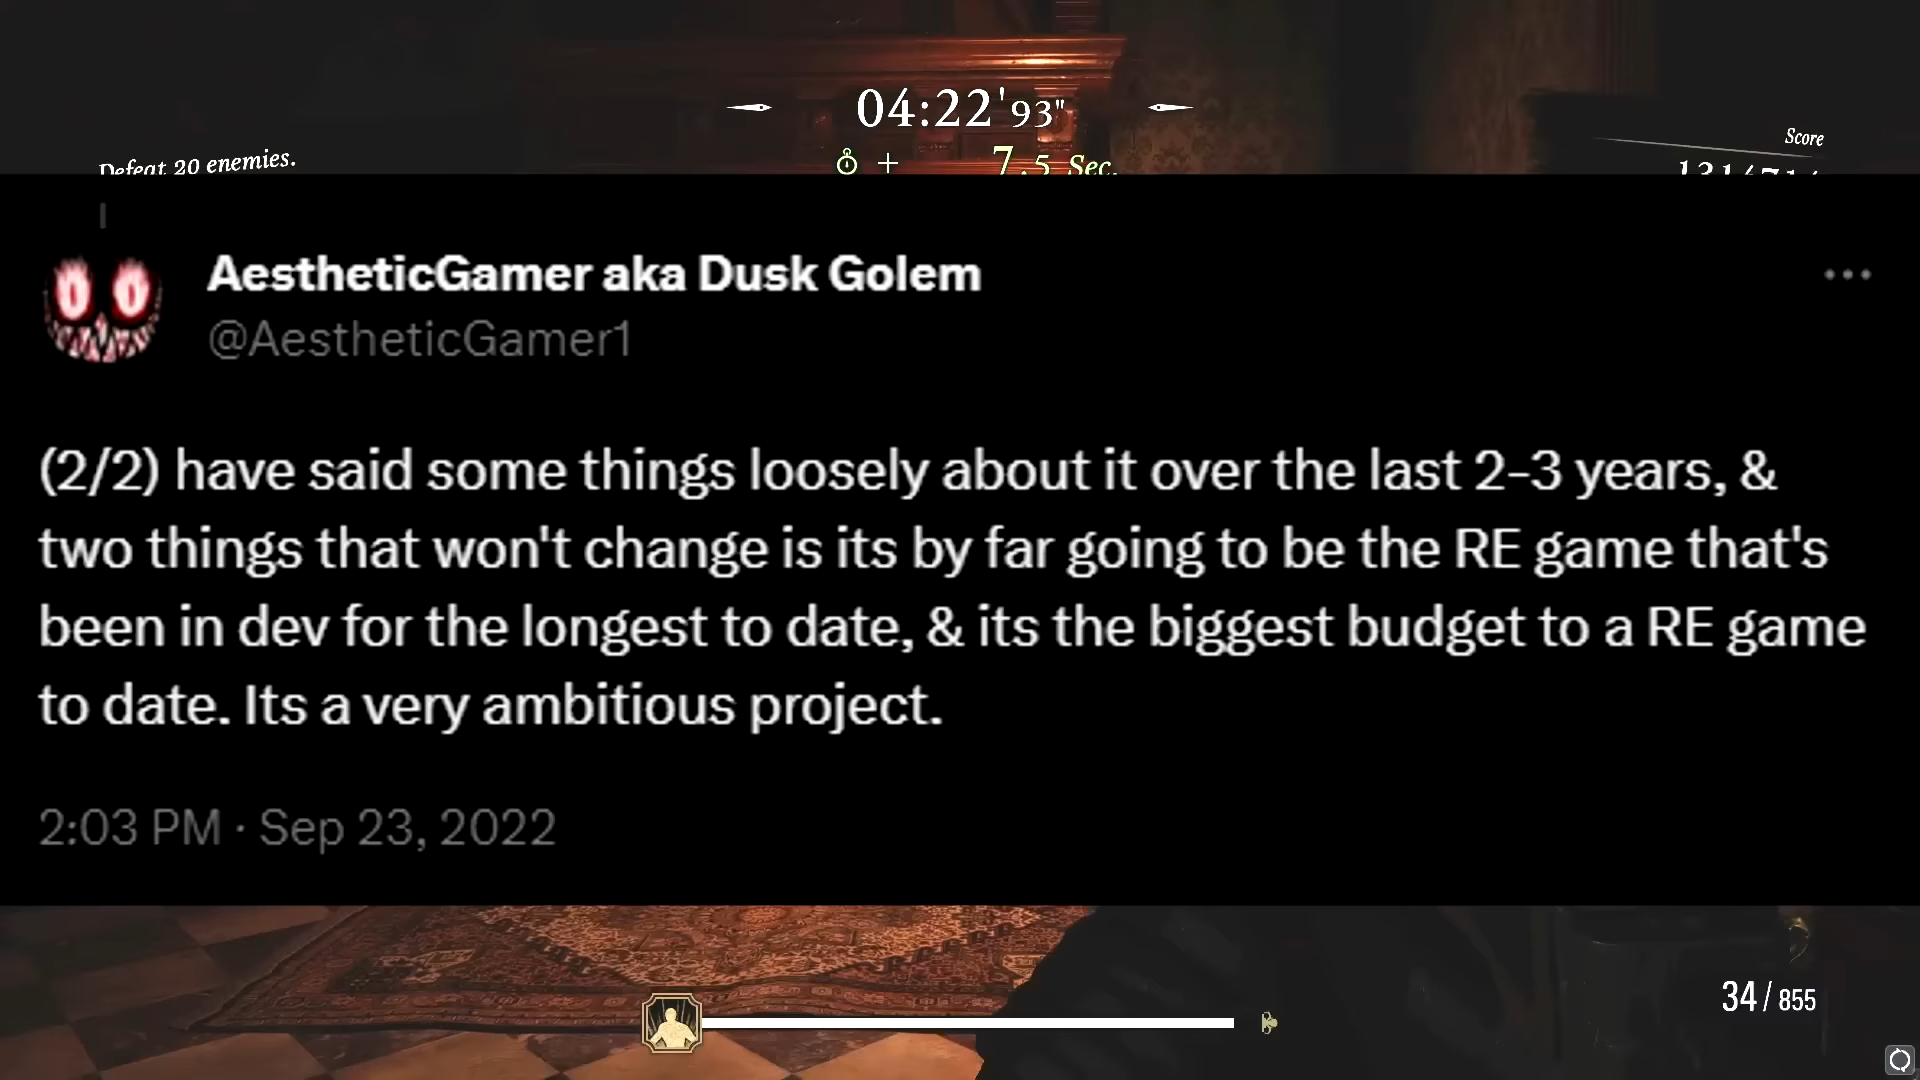 04:22'93"
Score
Defeat 20 enemies.
+ 7.5 Sec.
AestheticGamer aka Dusk Golem
@AestheticGamer1
(2/2) have said some things loosely about it over the last 2-3 years, &
two things that won't change is its by far going to be the RE game that's
been in dev for the longest to date, & its the biggest budget to a RE game
to date. Its a very ambitious project.
2:03 PM · Sep 23, 2022
34/855